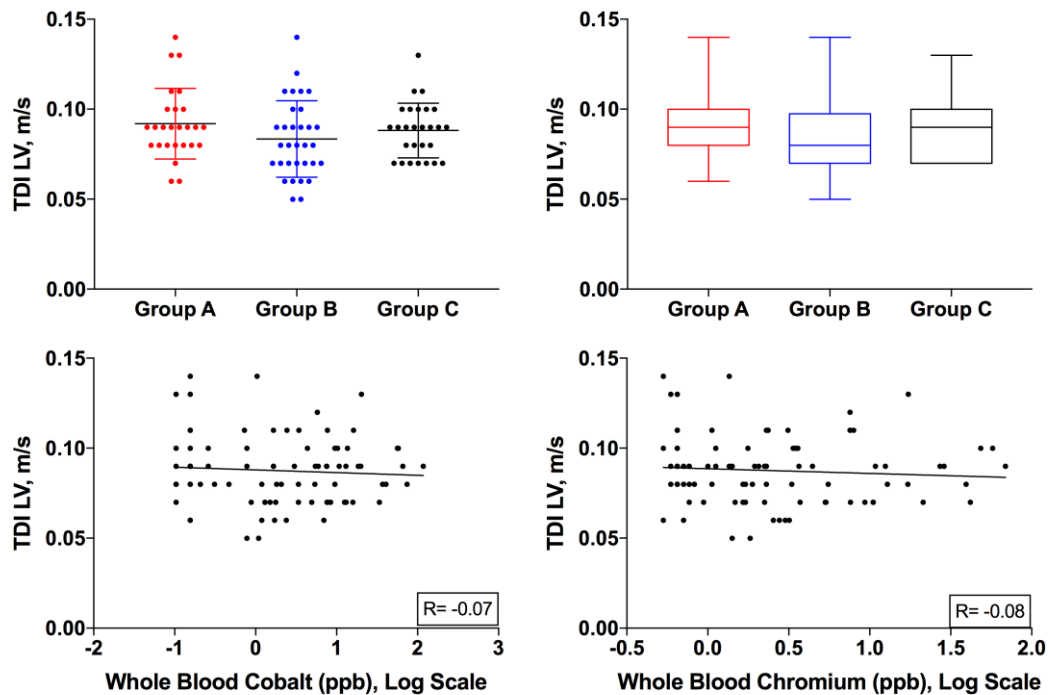 0.15
0.10
0.05
0.00
TDI LV, m/s
Group A
Group B
Group C
0.15
0.10
0.05
0.00
TDI LV, m/s
Group A
Group B
Group C
0.15
0.10
0.05
0.00
TDI LV, m/s
R= -0.07
-2
-1
0
1
2
3
Whole Blood Cobalt (ppb), Log Scale
0.15
0.10
0.05
0.00
TDI LV, m/s
R= -0.08
-0.5
0.0
0.5
1.0
1.5
2.0
Whole Blood Chromium (ppb), Log Scale